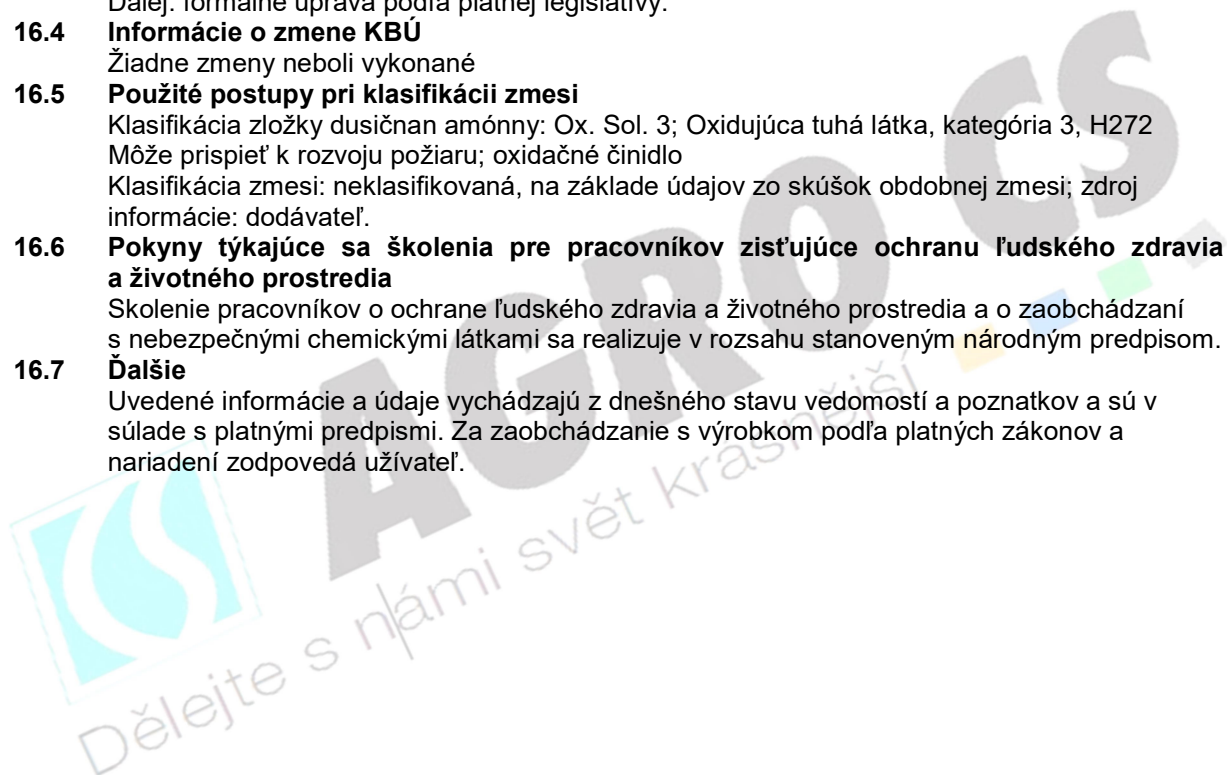 Ďalej: formálne úprava podľa platnej legislatívy.
16.4 Informácie o zmene KBÚ
Žiadne zmeny neboli vykonané
16.5 Použité postupy pri klasifikácii zmesi
Klasifikácia zložky dusičnan amónny: Ox. Sol. 3; Oxidujúca tuhá látka, kategória 3, H272
Môže prispieť k rozvoju požiaru; oxidačné činidlo
Klasifikácia zmesi: neklasifikovaná, na základe údajov zo skúšok obdobnej zmesi; zdroj
informácie: dodávateľ.
16.6 Pokyny týkajúce sa školenia pre pracovníkov zisťujúce ochranu ľudského zdravia
a životného prostredia
Skolenie pracovníkov o ochrane ľudského zdravia a životného prostredia a o zaobchádzaní
s nebezpečnými chemickými látkami sa realizuje v rozsahu stanoveným národným predpisom.
16.7 Ďalšie
Uvedené informácie a údaje vychádzajú z dnešného stavu vedomostí a poznatkov a sú v
súlade s platnými predpismi. Za zaobchádzanie s výrobkom podľa platných zákonov a
nariadení zodpovedá užívateľ.
AGRO CS
Dělejte s námi svět krásnější